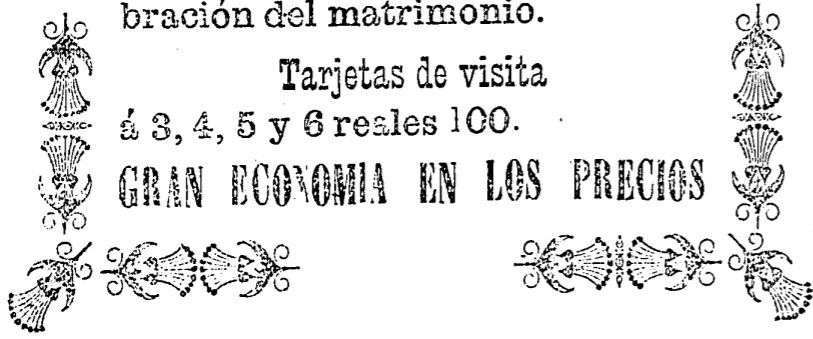 bración del matrimonio.
Tarjetas de visita
á 3, 4, 5 y 6 reales 100.
GRAN ECONOMIA EN LOS PRECIOS